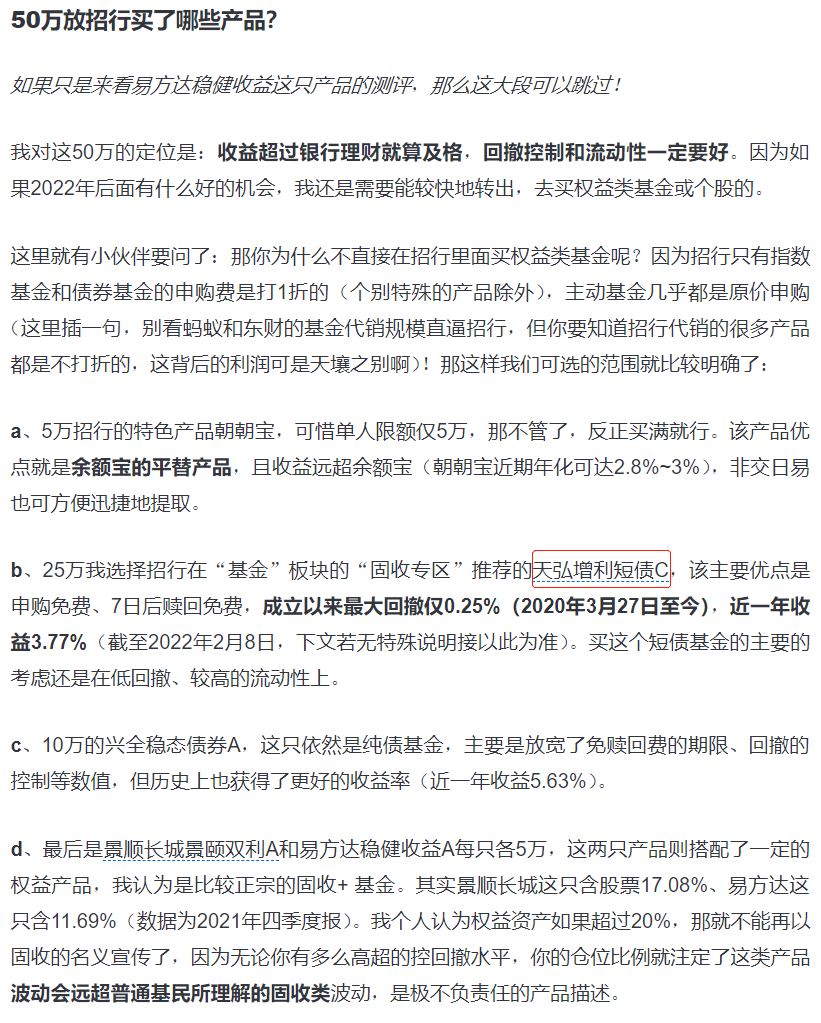 50万放招行买了哪些产品？
如果只是来看易方达稳健收益这只产品的测评，那么这大段可以跳过！
我对这50万的定位是：收益超过银行理财就算及格，回撤控制和流动性一定要好。因为如
果2022年后面有什么好的机会，我还是需要能较快地转出，去买权益类基金或个股的。
这里就有小伙伴要问了：那你为什么不直接在招行里面买权益类基金呢？因为招行只有指数
基金和债券基金的申购费是打1折的（个别特殊的产品除外），主动基金几乎都是原价申购
（这里插一句，别看蚂蚁和东财的基金代销规模直逼招行，但你要知道招行代销的很多产品
都是不打折的，这背后的利润可是天壤之别啊）！那这样我们可选的范围就比较明确了：
a、5万招行的特色产品朝朝宝，可惜单人限额仅5万，那不管了，反正买满就行。该产品优
点就是余额宝的平替产品，且收益远超余额宝（朝朝宝近期年化可达2.8%~3%），非交日易
也可方便迅捷地提取。
b、25万我选择招行在“基金”板块的“固收专区”推荐的天弘增利短债C，该主要优点是
申购免费、7日后赎回免费，成立以来最大回撤仅0.25%（2020年3月27日至今），近一年收
益3.77%（截至2022年2月8日，下文若无特殊说明接以此为准）。买这个短债基金的主要的
考虑还是在低回撤、较高的流动性上。
c、10万的兴全稳态债券A，这只依然是纯债基金，主要是放宽了免赎回费的期限、回撤的
控制等数值，但历史上也获得了更好的收益率（近一年收益5.63%）。
d、最后是景顺长城景颐双利A和易方达稳健收益A每只各5万，这两只产品则搭配了一定的
权益产品，我认为是比较正宗的固收+ 基金。其实景顺长城这只含股票17.08%、易方达这
只含11.69%（数据为2021年四季度报）。我个人认为权益资产如果超过20%，那就不能再以
固收的名义宣传了，因为无论你有多么高超的控回撤水平，你的仓位比例就注定了这类产品
波动会远超普通基民所理解的固收类波动，是极不负责任的产品描述。